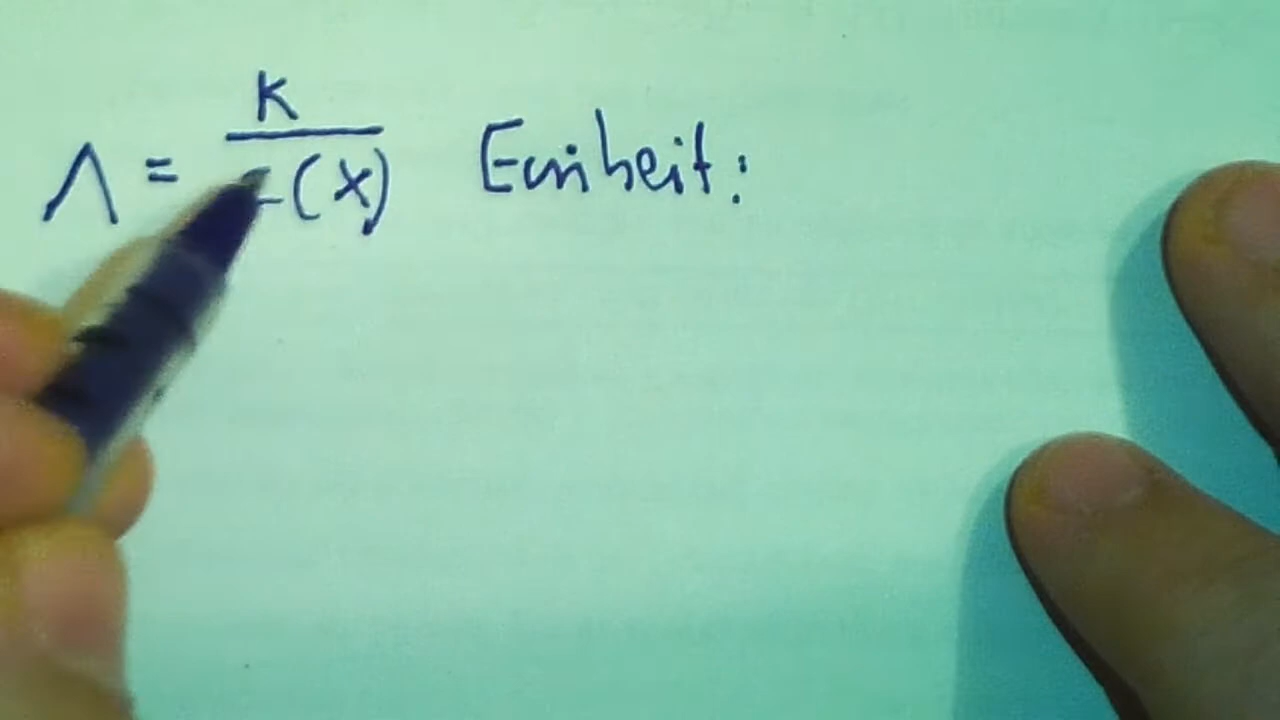 Λ = K / (X) Einheit: